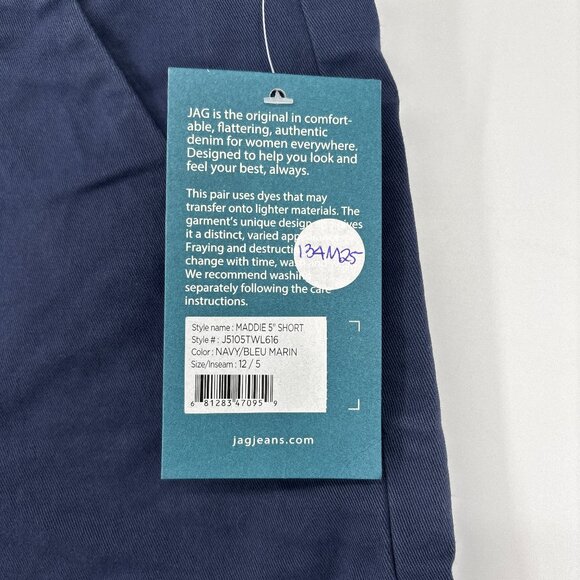 JAG is the original in comfort-
able, flattering, authentic
denim for women everywhere.
Designed to help you look and
feel your best, always.
This pair uses dyes that may
transfer onto lighter materials. The
garment's unique
it a distinct, varied
Fraying and
change with time,
We recommend
separately following the care
instructions.
134M25
Style name : MADDIE 5" SHORT
Style # : J5105TWL616
Color : NAVY/BLEU MARIN
Size/Inseam : 12 / 5
6 81283 47095 9
jagjeans.com